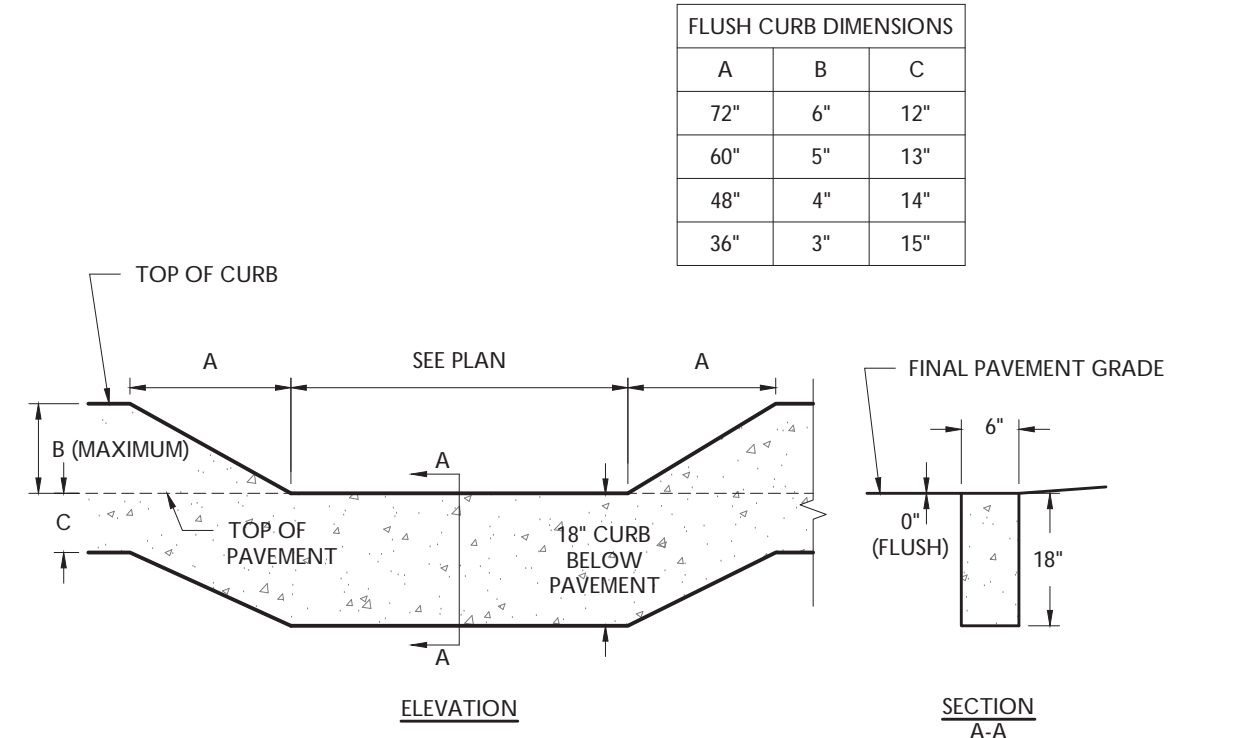 FLUSH CURB DIMENSIONS
A B C
72" 6" 12"
60" 5" 13"
48" 4" 14"
36" 3" 15"
TOP OF CURB
A
SEE PLAN
A
B (MAXIMUM)
C
TOP OF
PAVEMENT
A
A
18" CURB
BELOW
PAVEMENT
ELEVATION
FINAL PAVEMENT GRADE
6"
0"
(FLUSH)
18"
SECTION
A-A